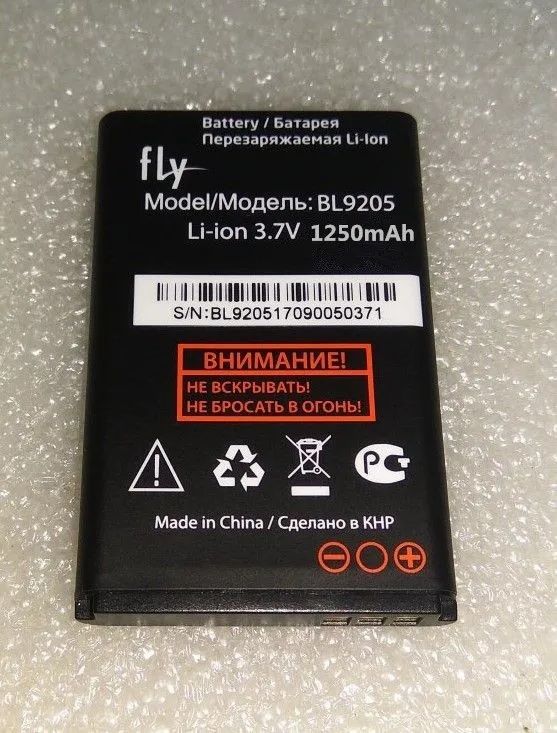 Battery / Батарея
Перезаряжаемая Li-Ion
fly
Model/Модель: BL9205
Li-ion 3.7V 1250mAh
S/N:BL920517090050371
ВНИМАНИЕ!
НЕ ВСКРЫВАТЬ!
НЕ БРОСАТЬ В ОГОНЬ!
Made in China / Сделано в КНР